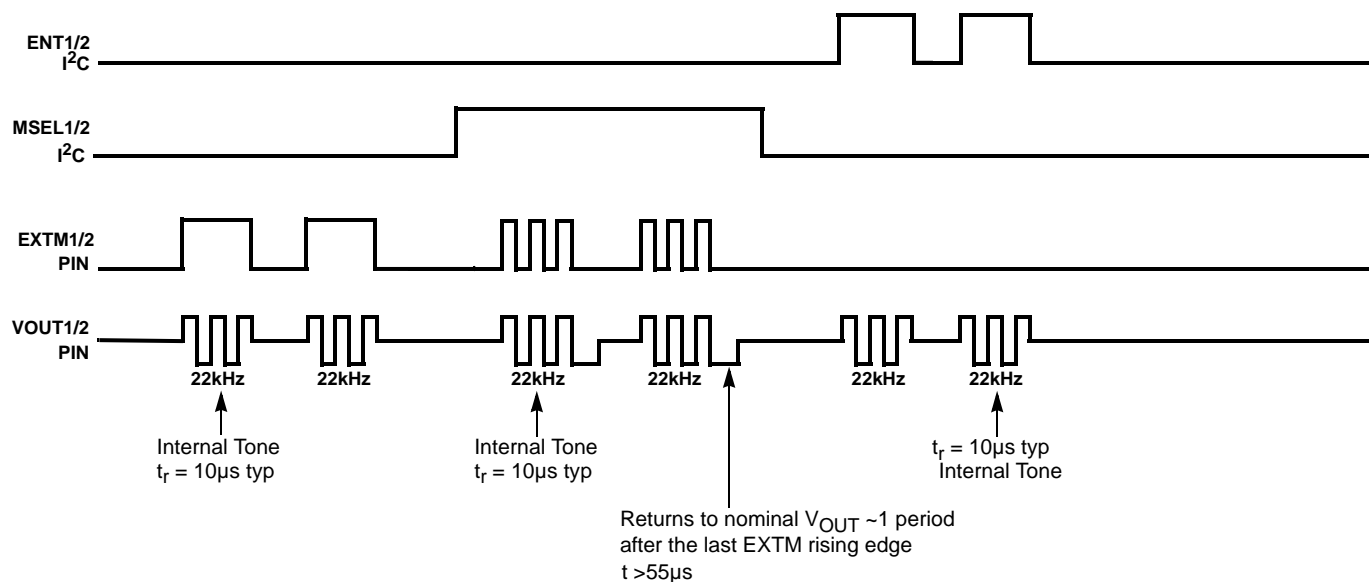 ENT1/2
I2C
MSEL1/2
I2C
EXTM1/2
PIN
VOUT1/2
PIN
22kHz 22kHz 22kHz 22kHz 22kHz 22kHz
Internal Tone
tr = 10µs typ
Internal Tone
tr = 10µs typ
tr = 10µs typ
Internal Tone
Returns to nominal VOUT ~1 period
after the last EXTM rising edge
t >55µs